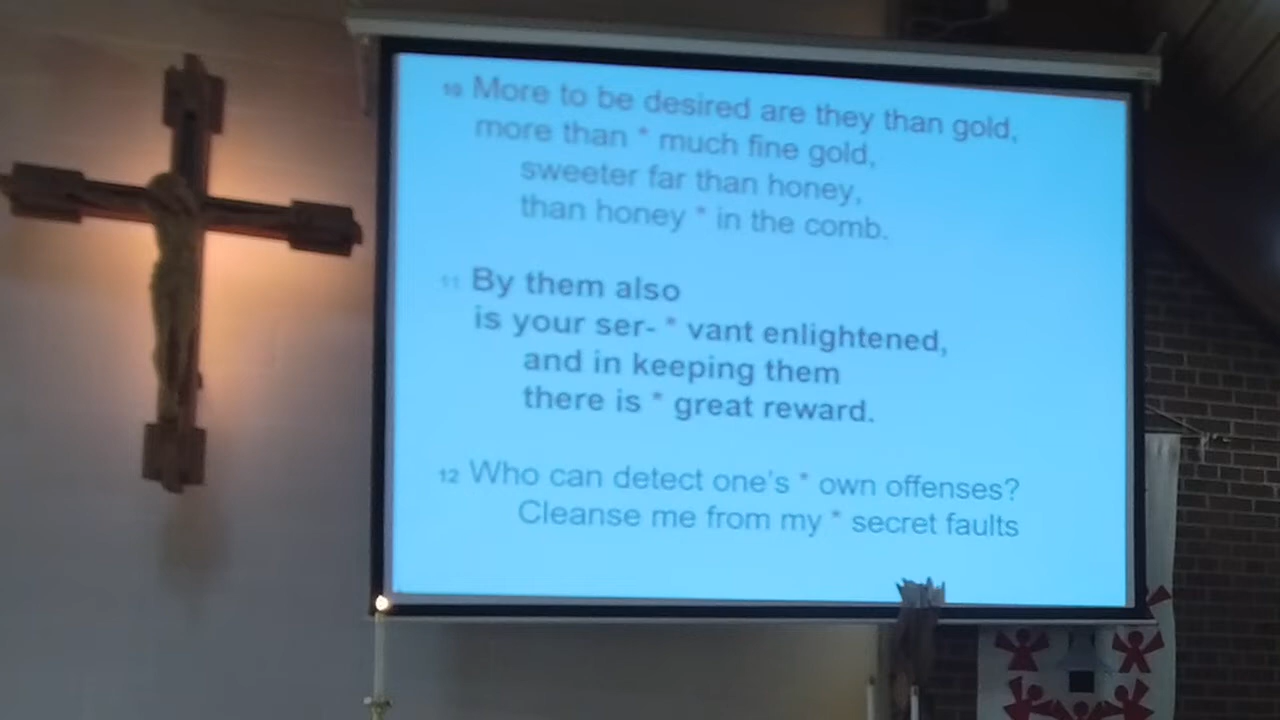 10 More to be desired are they than gold,
more than * much fine gold,
sweeter far than honey,
than honey * in the comb.
11 By them also
is your ser- * vant enlightened,
and in keeping them
there is * great reward.
12 Who can detect one's * own offenses?
Cleanse me from my * secret faults